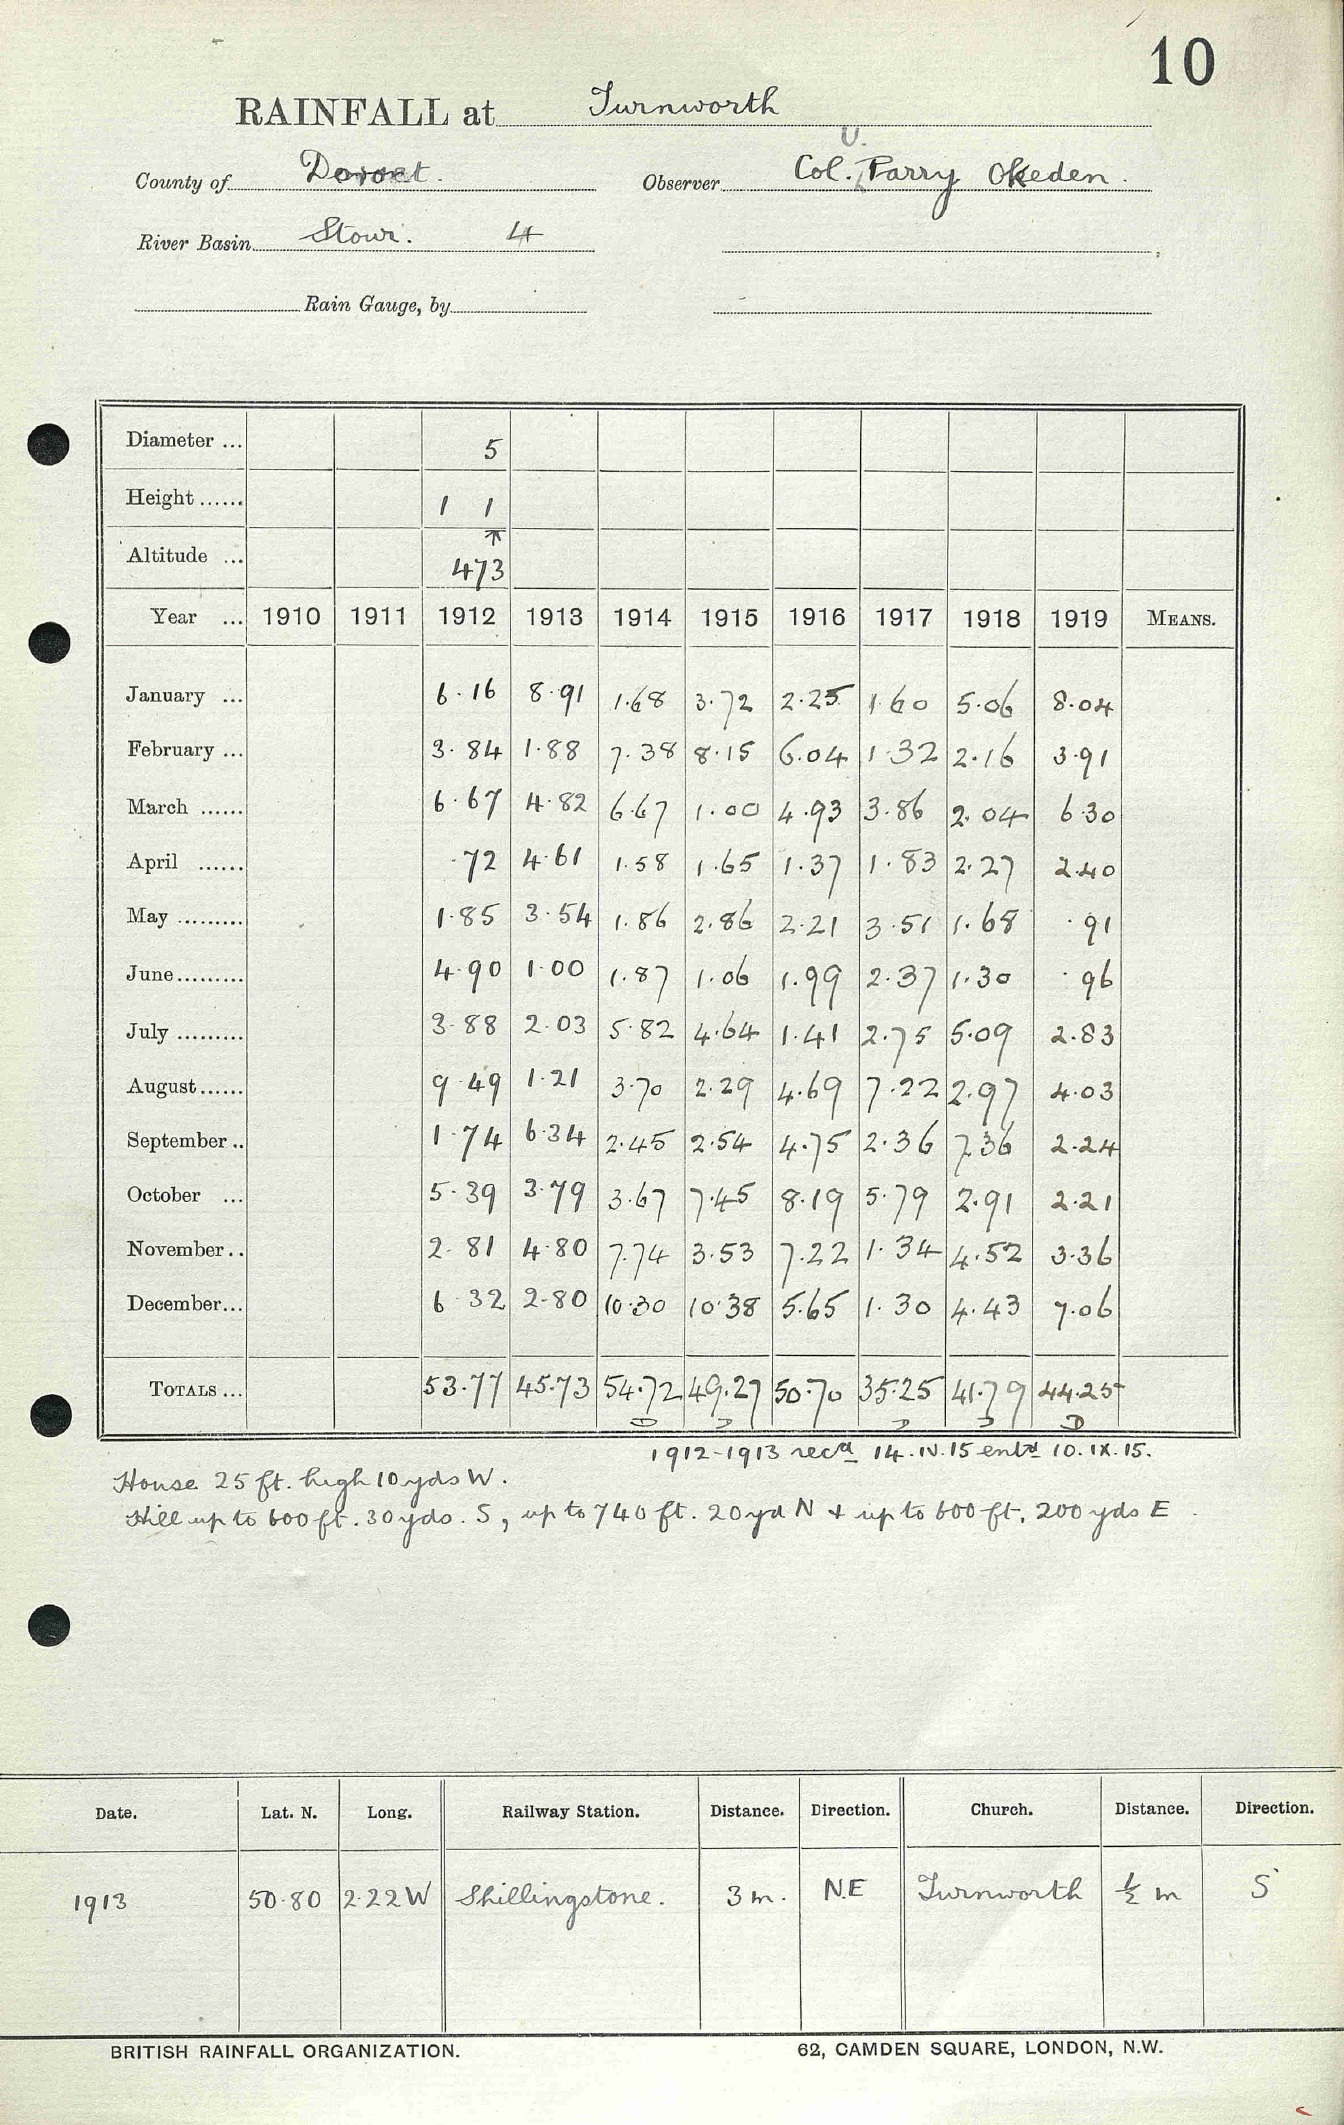 10
RAINFALL at Turnworth
County of Dorset. Observer Col. U. Parry Okeden.
River Basin Stour. 4
Rain Gauge, by
Diameter ... 5
Height ...... 1 1
Altitude ... 473
Year ... 1910 1911 1912 1913 1914 1915 1916 1917 1918 1919 MEANS.
January ... 6.16 8.91 1.68 3.72 2.25 1.60 5.06 8.04
February ... 3.84 1.88 7.38 8.15 6.04 1.32 2.16 3.91
March ...... 6.67 4.82 6.67 1.00 4.93 3.86 2.04 6.30
April ...... .72 4.61 1.58 1.65 1.37 1.83 2.27 2.40
May ......... 1.85 3.54 1.86 2.86 2.21 3.51 1.68 .91
June ......... 4.90 1.00 1.87 1.06 1.99 2.37 1.30 .96
July ......... 3.88 2.03 5.82 4.64 1.41 2.75 5.09 2.83
August ...... 9.49 1.21 3.70 2.29 4.69 7.22 2.97 4.03
September .. 1.74 6.34 2.45 2.54 4.75 2.36 7.36 2.24
October ... 5.39 3.79 3.67 7.45 8.19 5.79 2.91 2.21
November .. 2.81 4.80 7.74 3.53 7.22 1.34 4.52 3.36
December ... 6.32 2.80 10.30 10.38 5.65 1.30 4.43 7.06
TOTALS ... 53.77 45.73 54.72 49.27 50.70 35.25 41.79 44.25
D D D D D
1912-1913 recd 14.IV.15 entd 10.IX.15.
House 25 ft. high 10 yds W.
Hill up to 600 ft. 30 yds. S, up to 740 ft. 20 yd N + up to 600 ft. 200 yds E.
Date. Lat. N. Long. Railway Station. Distance. Direction. Church. Distance. Direction.
1913 50.80 2.22 W Shillingstone. 3 m. N.E Turnworth ½ m S
BRITISH RAINFALL ORGANIZATION. 62, CAMDEN SQUARE, LONDON, N.W.